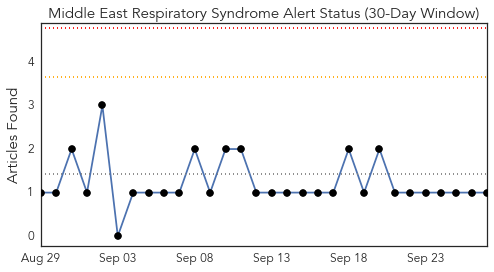 Middle East Respiratory Syndrome Alert Status (30-Day Window)
Articles Found
4
3
2
1
0
Aug 29 Sep 03 Sep 08 Sep 13 Sep 18 Sep 23